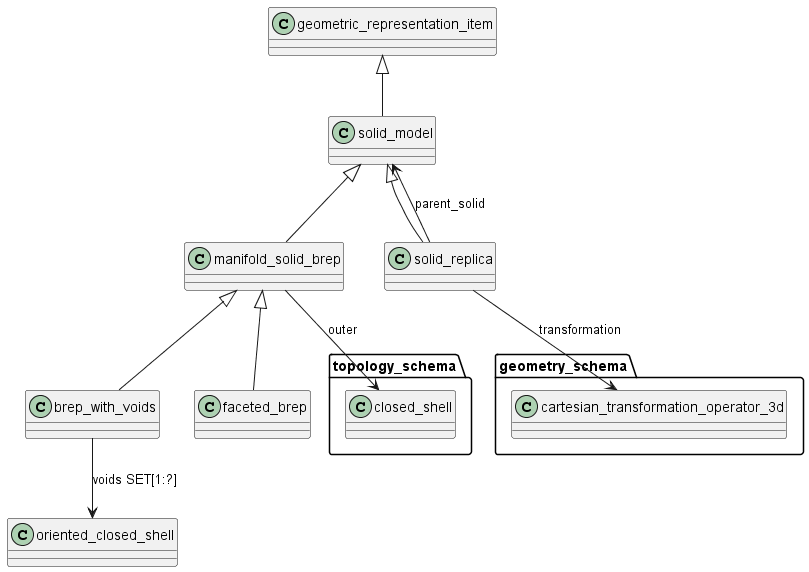 C geometric_representation_item
C solid_model
parent_solid
C manifold_solid_brep
C solid_replica
outer
transformation
topology_schema
geometry_schema
C brep_with_voids
C faceted_brep
C closed_shell
C cartesian_transformation_operator_3d
voids SET[1:?]
C oriented_closed_shell